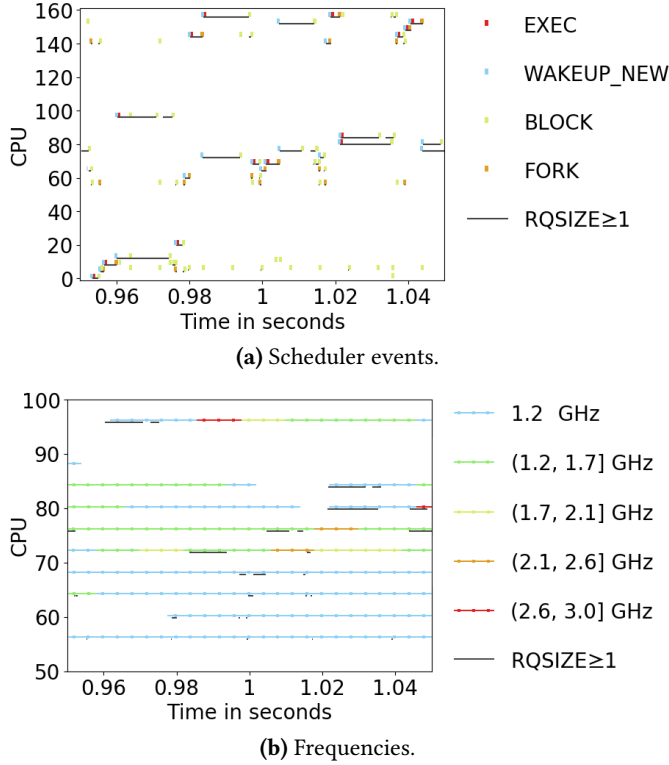 160
140
120
100
80
60
40
20
0
CPU
0.96
0.98
1
1.02
1.04
Time in seconds
EXEC
WAKEUP_NEW
BLOCK
FORK
RQSIZE≥1
(a) Scheduler events.
100
90
80
70
60
50
CPU
0.96
0.98
1
1.02
1.04
Time in seconds
1.2 GHz
(1.2, 1.7] GHz
(1.7, 2.1] GHz
(2.1, 2.6] GHz
(2.6, 3.0] GHz
RQSIZE≥1
(b) Frequencies.